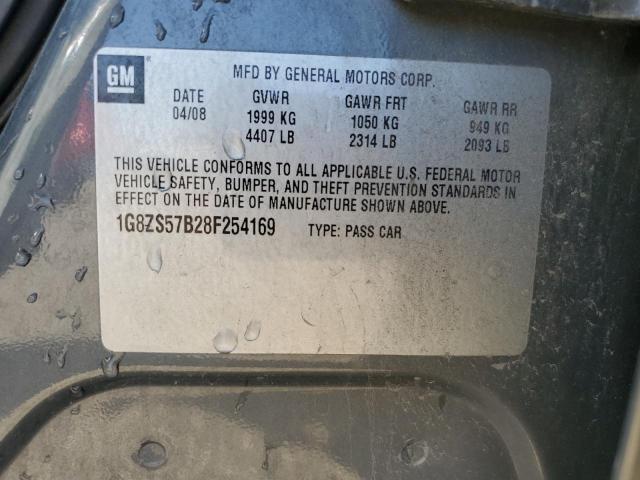 GM ®
MFD BY GENERAL MOTORS CORP.
DATE GVWR GAWR FRT GAWR RR
04/08 1999 KG 1050 KG 949 KG
4407 LB 2314 LB 2093 LB
THIS VEHICLE CONFORMS TO ALL APPLICABLE U.S. FEDERAL MOTOR
VEHICLE SAFETY, BUMPER, AND THEFT PREVENTION STANDARDS IN
EFFECT ON THE DATE OF MANUFACTURE SHOWN ABOVE.
1G8ZS57B28F254169 TYPE: PASS CAR